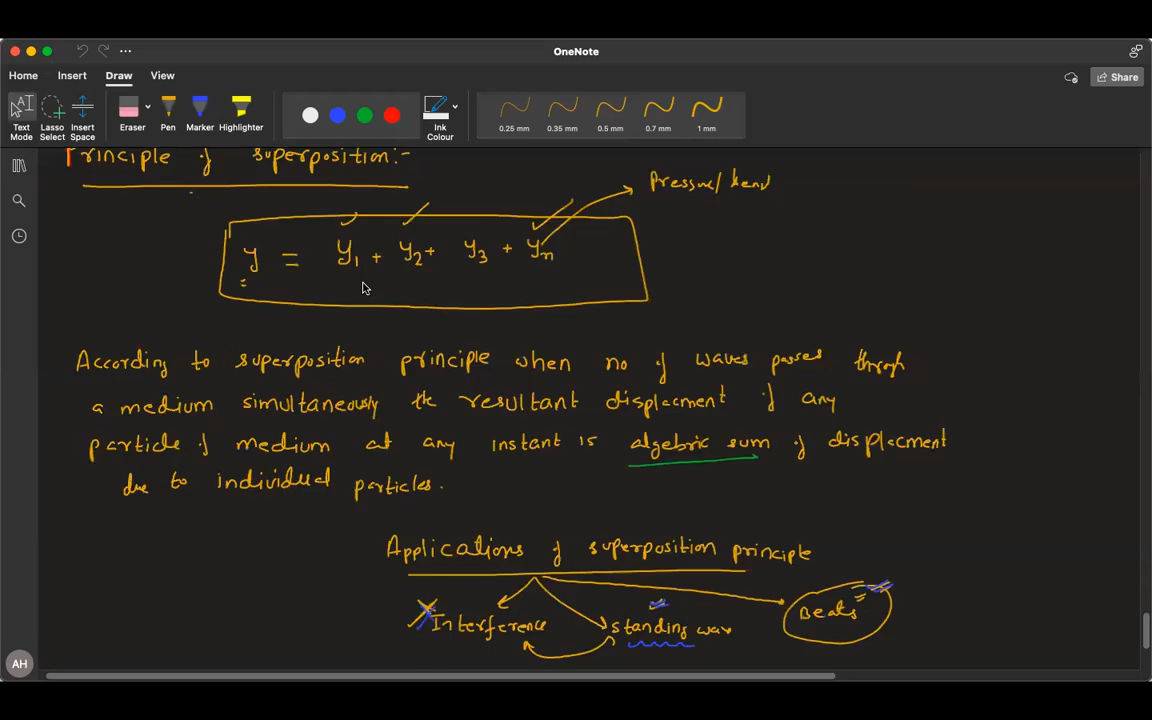 OneNote
Home Insert Draw View
Share
Text Mode
Lasso Select
Insert Space
Eraser
Pen
Marker
Highlighter
Ink Colour
0.25 mm 0.35 mm 0.5 mm 0.7 mm 1 mm
Principle of superposition:-
Pressure/
y = y₁ + y₂ + y₃ + yₙ
According to superposition principle when no of waves passes through
a medium simultaneously the resultant displacment of any
particle of medium at any instant is algebric sum of displacment
due to individual particles.
Applications of superposition principle
Interference standing wave Beats
AH